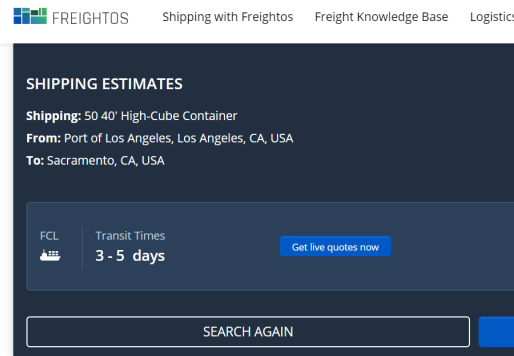 FREIGHTOS
Shipping with Freightos Freight Knowledge Base Logistics
SHIPPING ESTIMATES
Shipping: 50 40' High-Cube Container
From: Port of Los Angeles, Los Angeles, CA, USA
To: Sacramento, CA, USA
FCL Transit Times
3 - 5 days
Get live quotes now
SEARCH AGAIN